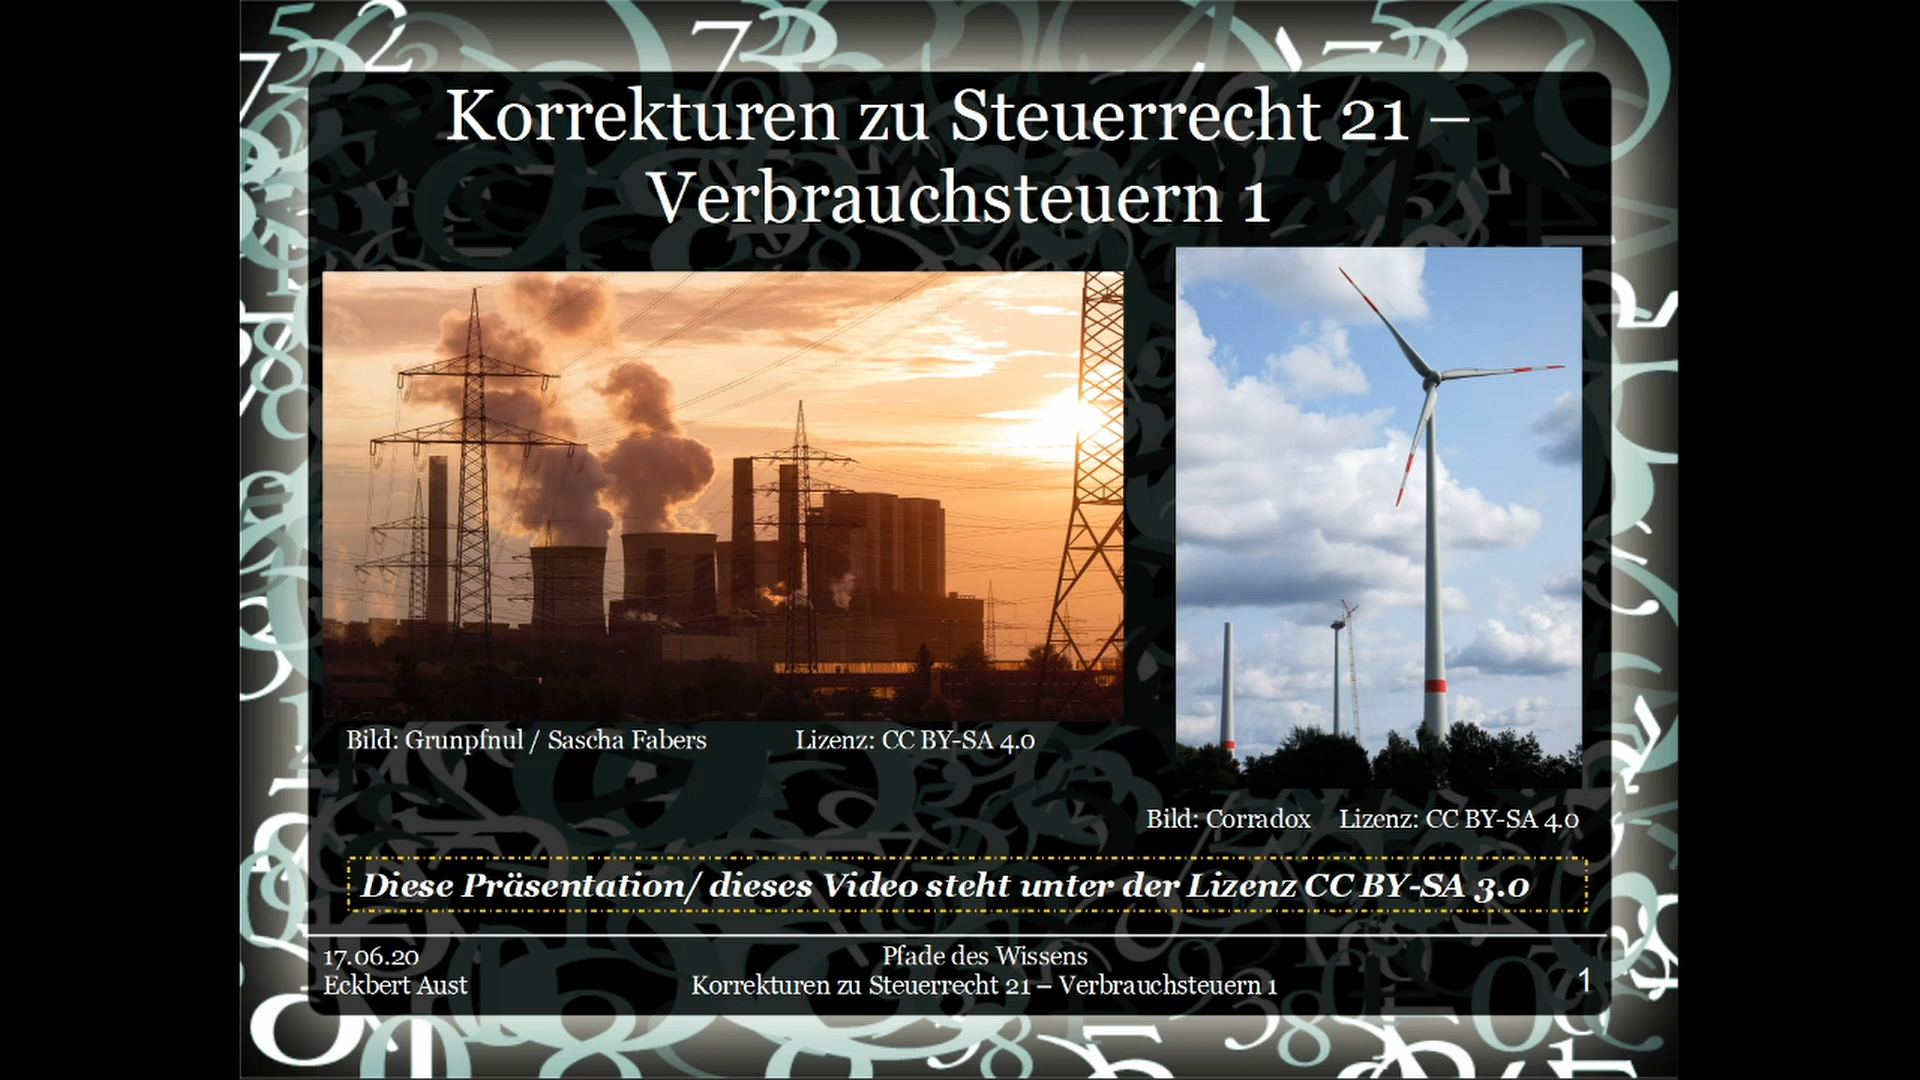 Korrekturen zu Steuerrecht 21 –
Verbrauchsteuern 1
Bild: Grunpfnul / Sascha Fabers Lizenz: CC BY-SA 4.0
Bild: Corradox Lizenz: CC BY-SA 4.0
Diese Präsentation/ dieses Video steht unter der Lizenz CC BY-SA 3.0
17.06.20
Eckbert Aust
Pfade des Wissens
Korrekturen zu Steuerrecht 21 – Verbrauchsteuern 1
1